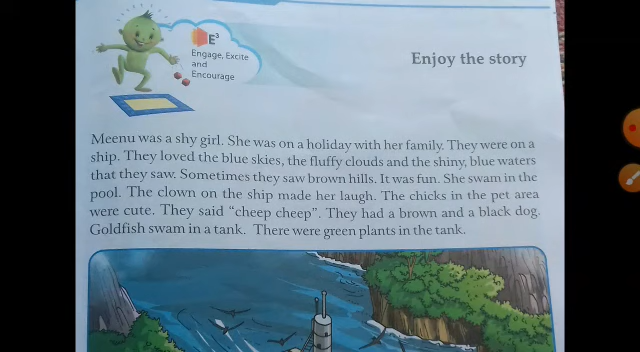 E³
Engage, Excite
and
Encourage
Enjoy the story
Meenu was a shy girl. She was on a holiday with her family. They were on a
ship. They loved the blue skies, the fluffy clouds and the shiny, blue waters
that they saw. Sometimes they saw brown hills. It was fun. She swam in the
pool. The clown on the ship made her laugh. The chicks in the pet area
were cute. They said “cheep cheep”. They had a brown and a black dog.
Goldfish swam in a tank. There were green plants in the tank.